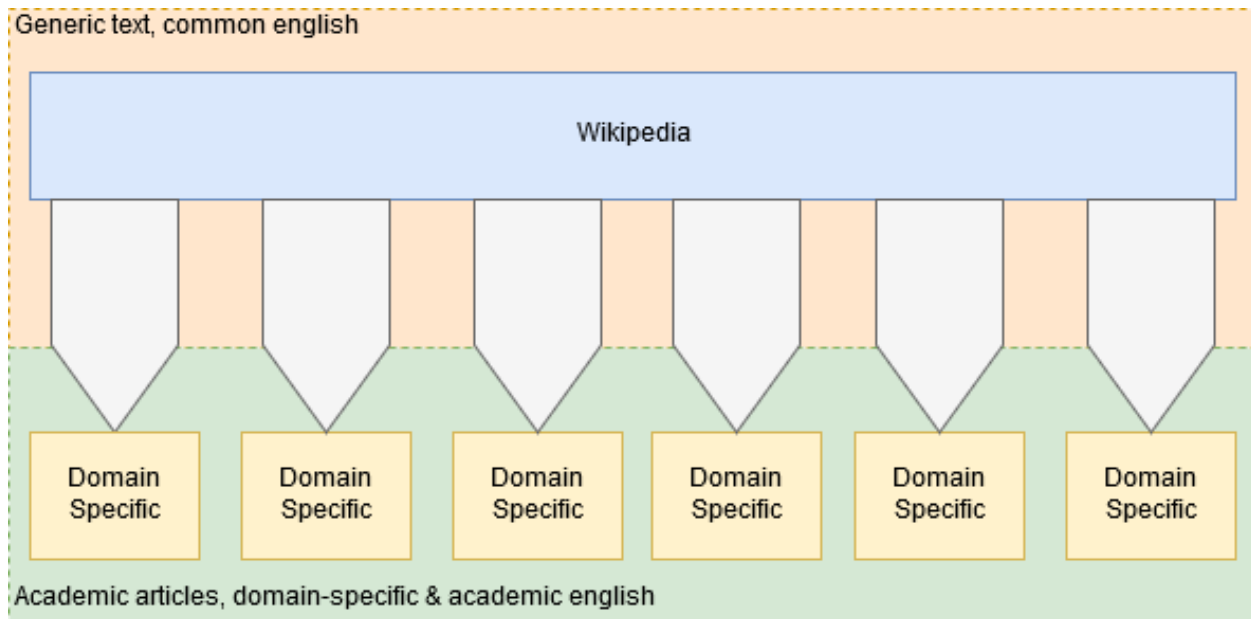 Generic text, common english
Wikipedia
Domain
Specific
Domain
Specific
Domain
Specific
Domain
Specific
Domain
Specific
Domain
Specific
Academic articles, domain-specific & academic english